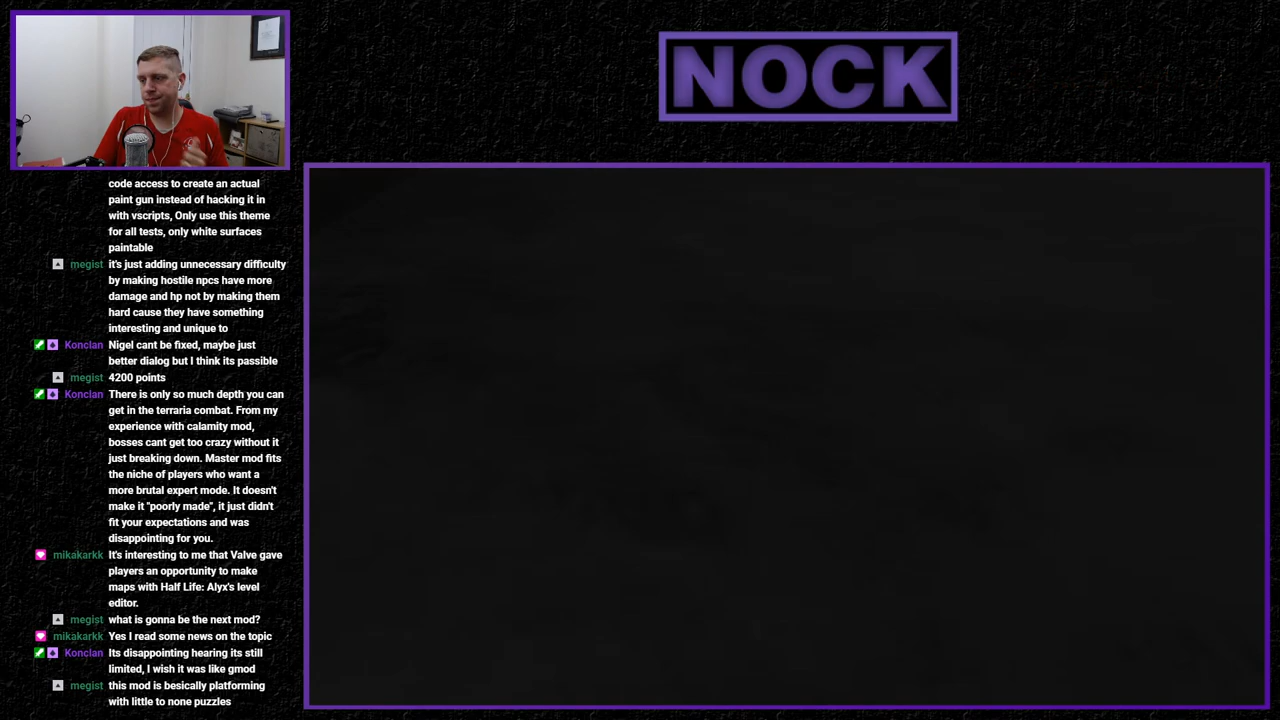 NOCK
code access to create an actual
paint gun instead of hacking it in
with vscripts, Only use this theme
for all tests, only white surfaces
paintable
megist it's just adding unnecessary difficulty
by making hostile npcs have more
damage and hp not by making them
hard cause they have something
interesting and unique to
Konclan Nigel cant be fixed, maybe just
better dialog but I think its passible
megist 4200 points
Konclan There is only so much depth you can
get in the terraria combat. From my
experience with calamity mod,
bosses cant get too crazy without it
just breaking down. Master mod fits
the niche of players who want a
more brutal expert mode. It doesn't
make it "poorly made", it just didn't
fit your expectations and was
disappointing for you.
mikakarkk It's interesting to me that Valve gave
players an opportunity to make
maps with Half Life: Alyx's level
editor.
megist what is gonna be the next mod?
mikakarkk Yes I read some news on the topic
Konclan Its disappointing hearing its still
limited, I wish it was like gmod
megist this mod is besically platforming
with little to none puzzles